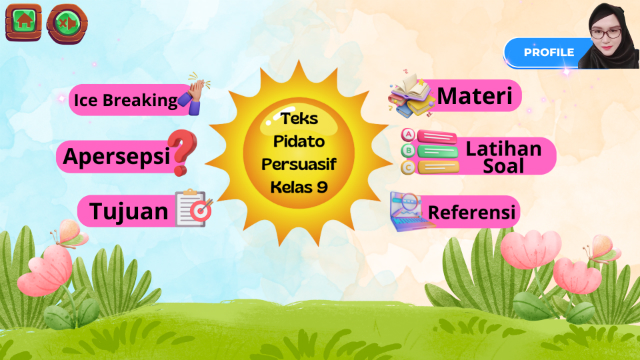 PROFILE
Ice Breaking
Apersepsi
Tujuan
Teks
Pidato
Persuasif
Kelas 9
Materi
A
B
C
Latihan
Soal
Referensi